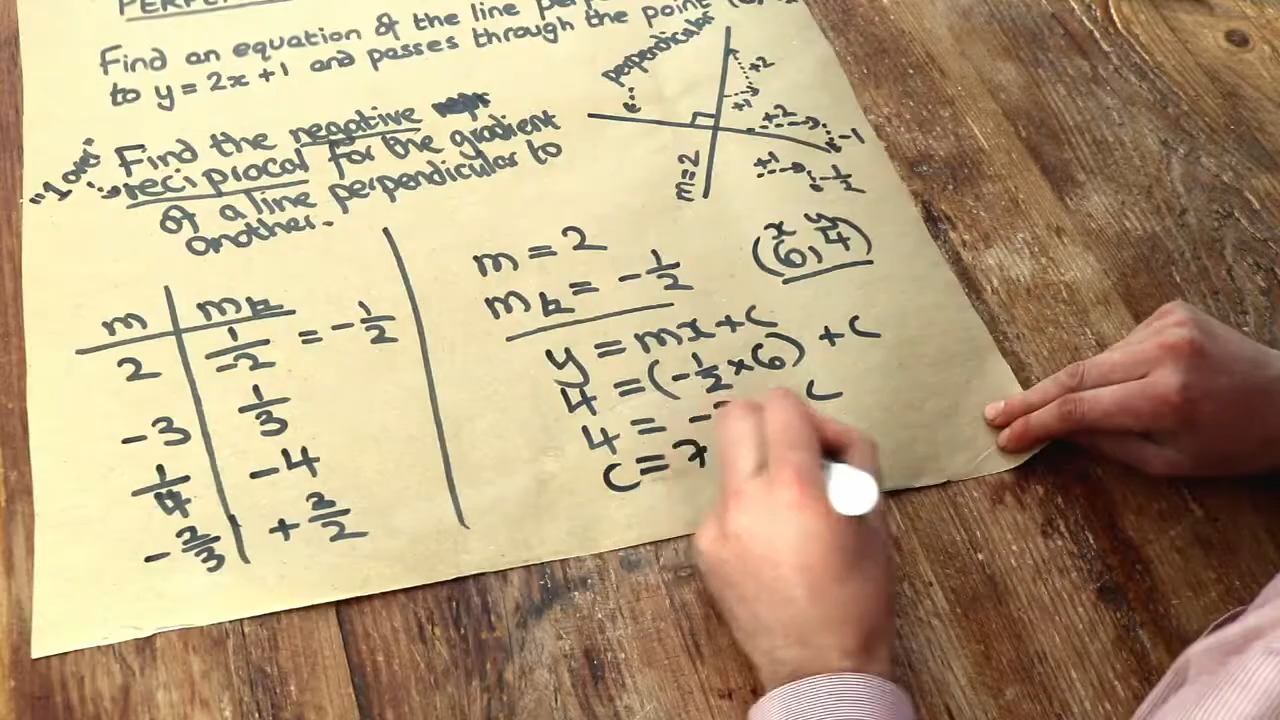 Find an equation of the line
to y = 2x + 1 and passes through the point
"1 over"
Find the negative
reciprocal for the gradient
of a line perpendicular to
another.
perpendicular
+2
+1
+2
-1
+1
-1/2
m = 2
m
2
-3
1/4
-2/3
1/-2 = -1/2
1/3
-4
+3/2
m = 2
= -1/2
(6, 4)
x y
y = mx + c
4 = (-1/2 × 6) + c
4 = - c
c = 7